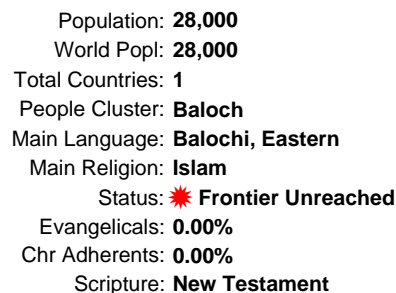 Population: 28,000
World Popl: 28,000
Total Countries: 1
People Cluster: Baloch
Main Language: Balochi, Eastern
Main Religion: Islam
Status: Frontier Unreached
Evangelicals: 0.00%
Chr Adherents: 0.00%
Scripture: New Testament